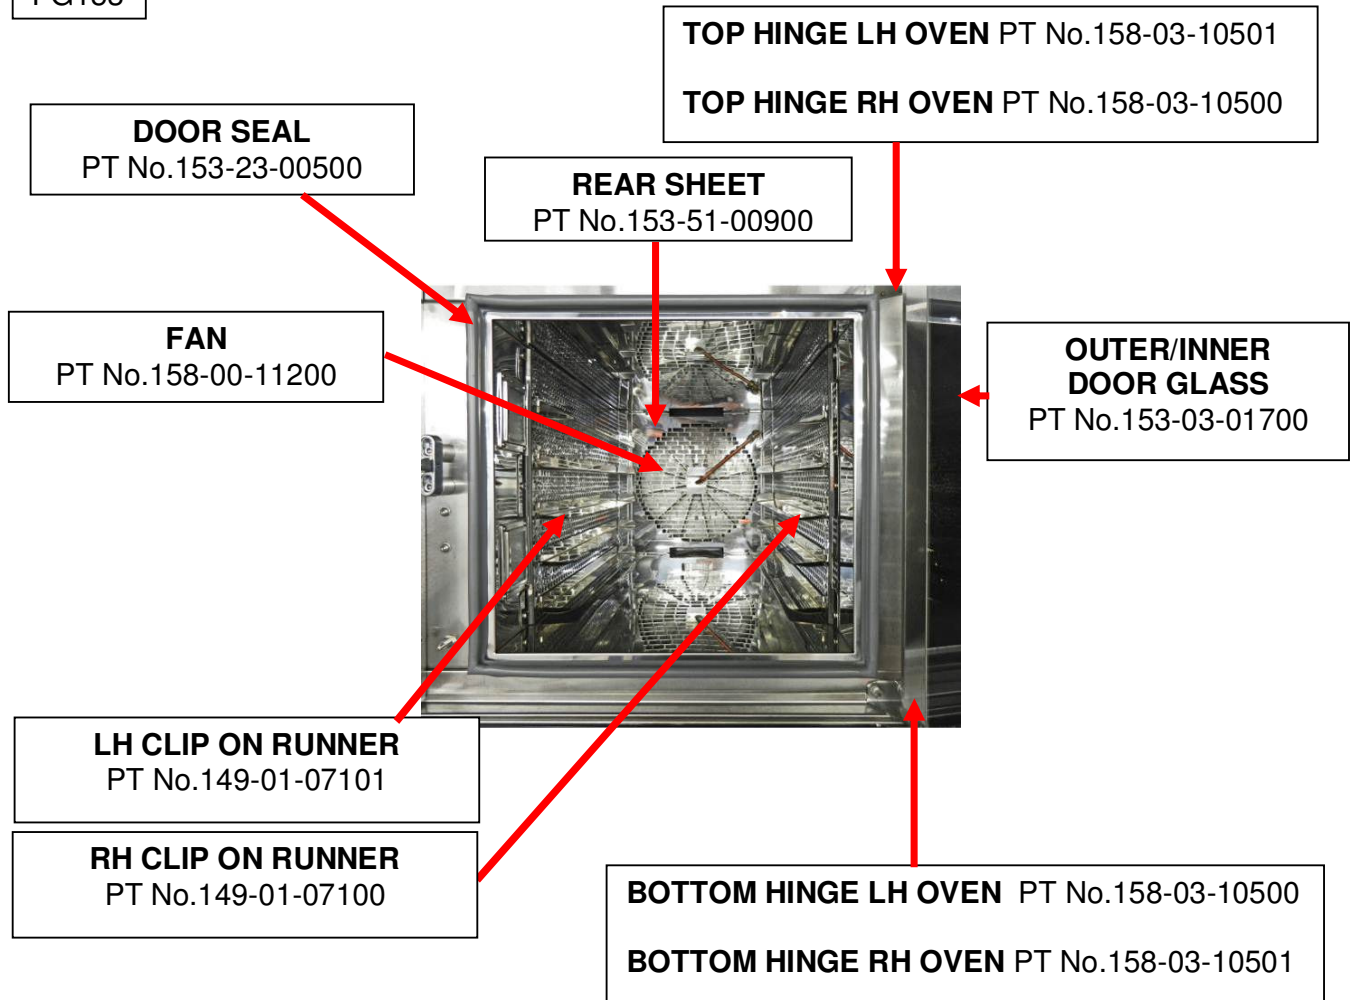 TOP HINGE LH OVEN PT No.158-03-10501
TOP HINGE RH OVEN PT No.158-03-10500
DOOR SEAL
PT No.153-23-00500
REAR SHEET
PT No.153-51-00900
FAN
PT No.158-00-11200
OUTER/INNER
DOOR GLASS
PT No.153-03-01700
LH CLIP ON RUNNER
PT No.149-01-07101
RH CLIP ON RUNNER
PT No.149-01-07100
BOTTOM HINGE LH OVEN PT No.158-03-10500
BOTTOM HINGE RH OVEN PT No.158-03-10501